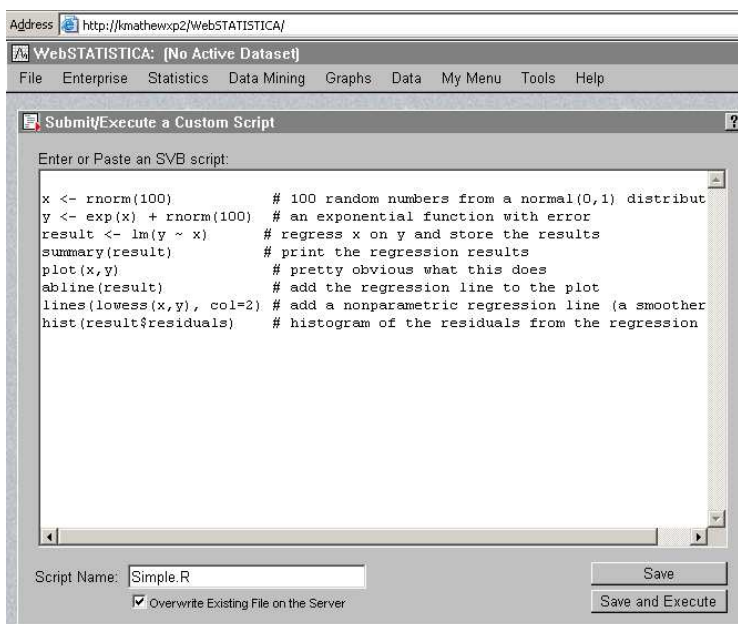 Address http://kmathewxp2/WebSTATISTICA/
WebSTATISTICA: (No Active Dataset)
File Enterprise Statistics Data Mining Graphs Data My Menu Tools Help
Submit/Execute a Custom Script ?
Enter or Paste an SVB script:
x <- rnorm(100) # 100 random numbers from a normal(0,1) distribut
y <- exp(x) + rnorm(100) # an exponential function with error
result <- lm(y ~ x) # regress x on y and store the results
summary(result) # print the regression results
plot(x,y) # pretty obvious what this does
abline(result) # add the regression line to the plot
lines(lowess(x,y), col=2) # add a nonparametric regression line (a smoother
hist(result$residuals) # histogram of the residuals from the regression
Script Name: Simple.R Save
Overwrite Existing File on the Server Save and Execute